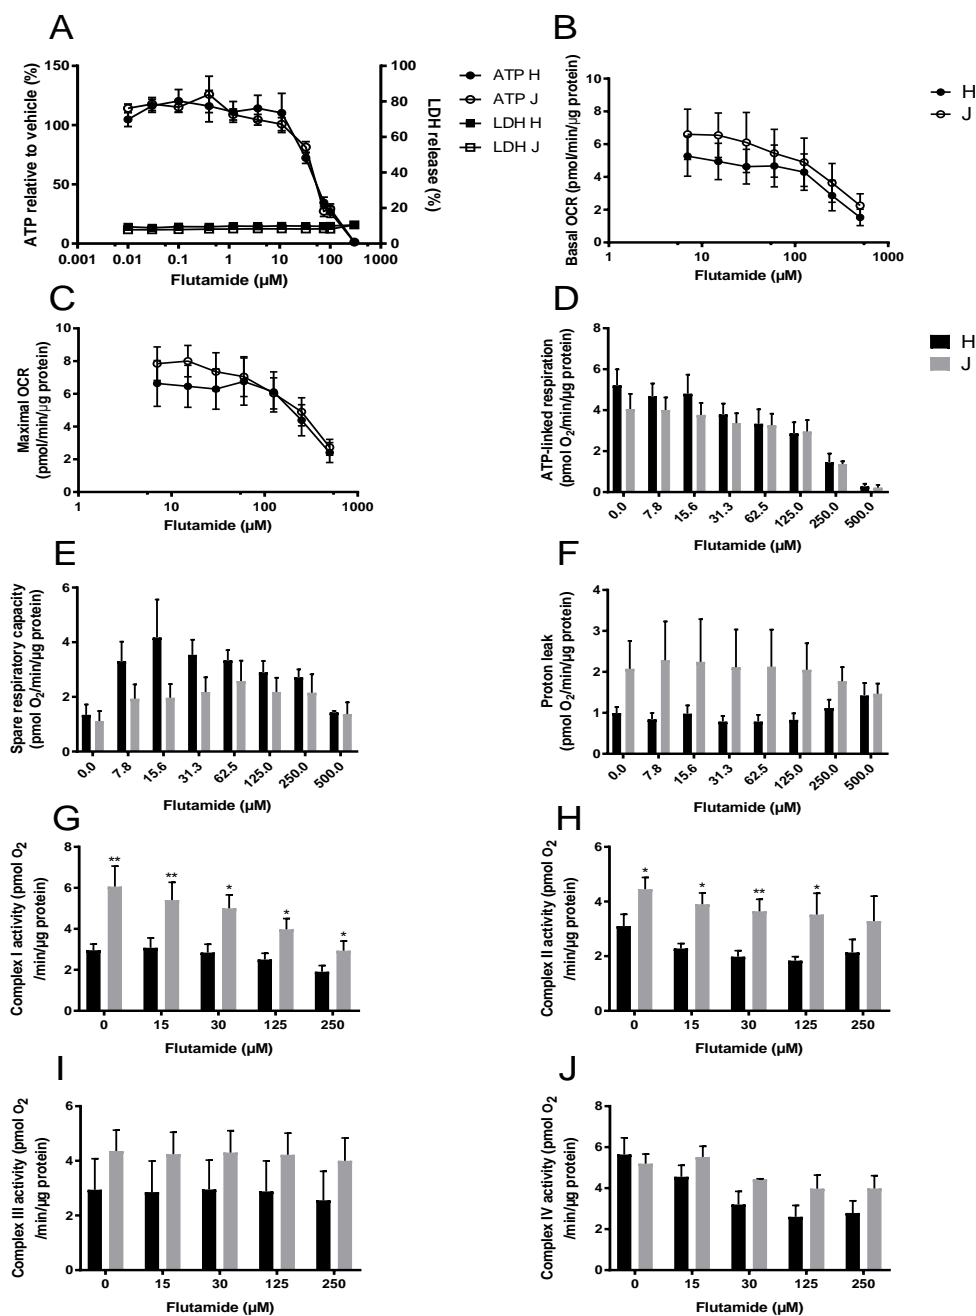 A
ATP relative to vehicle (%)
150
100
50
0
100
80
60
40
20
0
LDH release (%)
0.001 0.01 0.1 1 10 100 1000
Flutamide (µM)
ATP H
ATP J
LDH H
LDH J
B
Basal OCR (pmol/min/µg protein)
10
8
6
4
2
0
1 10 100 1000
Flutamide (µM)
H
J
C
Maximal OCR
(pmol/min/µg protein)
10
8
6
4
2
0
1 10 100 1000
Flutamide (µM)
D
ATP-linked respiration
(pmol O2/min/µg protein)
8
6
4
2
0
0.0 7.8 15.6 31.3 62.5 125.0 250.0 500.0
Flutamide (µM)
H
J
E
Spare respiratory capacity
(pmol O2/min/µg protein)
6
4
2
0
0.0 7.8 15.6 31.3 62.5 125.0 250.0 500.0
Flutamide (µM)
F
Proton leak
(pmol O2/min/µg protein)
4
3
2
1
0
0.0 7.8 15.6 31.3 62.5 125.0 250.0 500.0
Flutamide (µM)
G
Complex I activity (pmol O2
/min/µg protein)
8
6
4
2
0
** ** * * *
0 15 30 125 250
Flutamide (µM)
H
Complex II activity (pmol O2
/min/µg protein)
6
4
2
0
* * ** *
0 15 30 125 250
Flutamide (µM)
I
Complex III activity (pmol O2
/min/µg protein)
6
4
2
0
0 15 30 125 250
Flutamide (µM)
J
Complex IV activity (pmol O2
/min/µg protein)
8
6
4
2
0
0 15 30 125 250
Flutamide (µM)